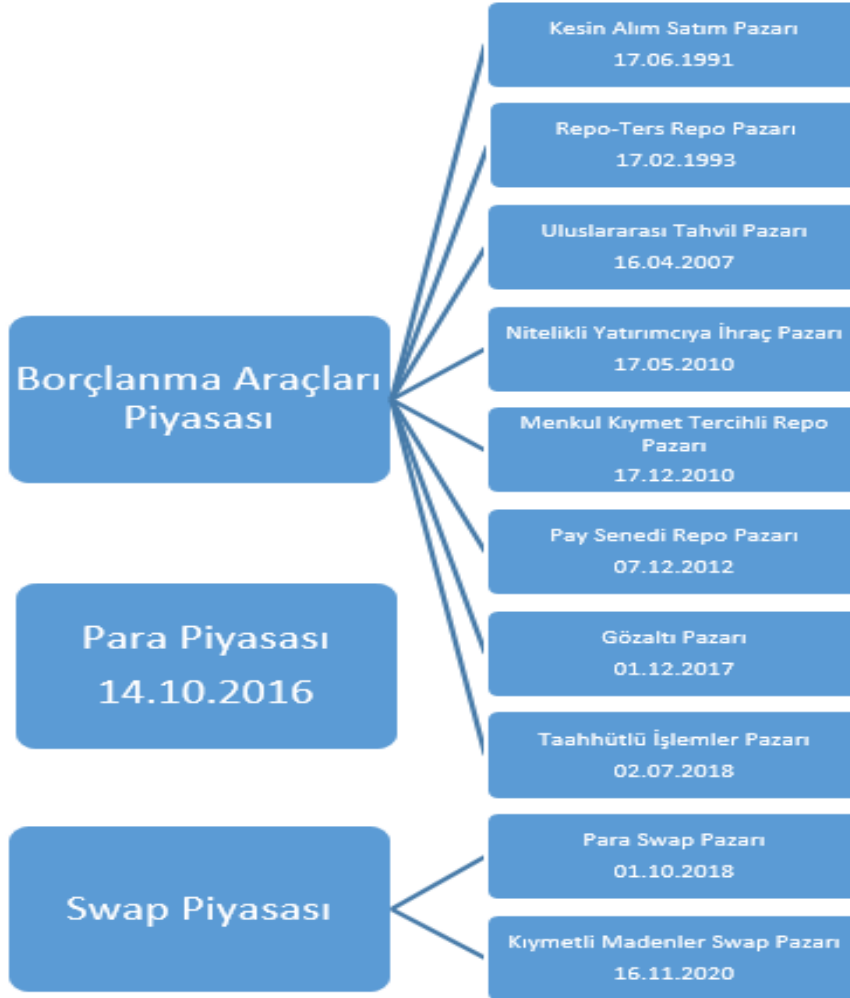 Borçlanma Araçları
Piyasası
Kesin Alım Satım Pazarı
17.06.1991
Repo-Ters Repo Pazarı
17.02.1993
Uluslararası Tahvil Pazarı
16.04.2007
Nitelikli Yatırımcıya İhraç Pazarı
17.05.2010
Menkul Kıymet Tercihli Repo
Pazarı
17.12.2010
Pay Senedi Repo Pazarı
07.12.2012
Gözaltı Pazarı
01.12.2017
Taahhütlü İşlemler Pazarı
02.07.2018
Para Piyasası
14.10.2016
Swap Piyasası
Para Swap Pazarı
01.10.2018
Kıymetli Madenler Swap Pazarı
16.11.2020